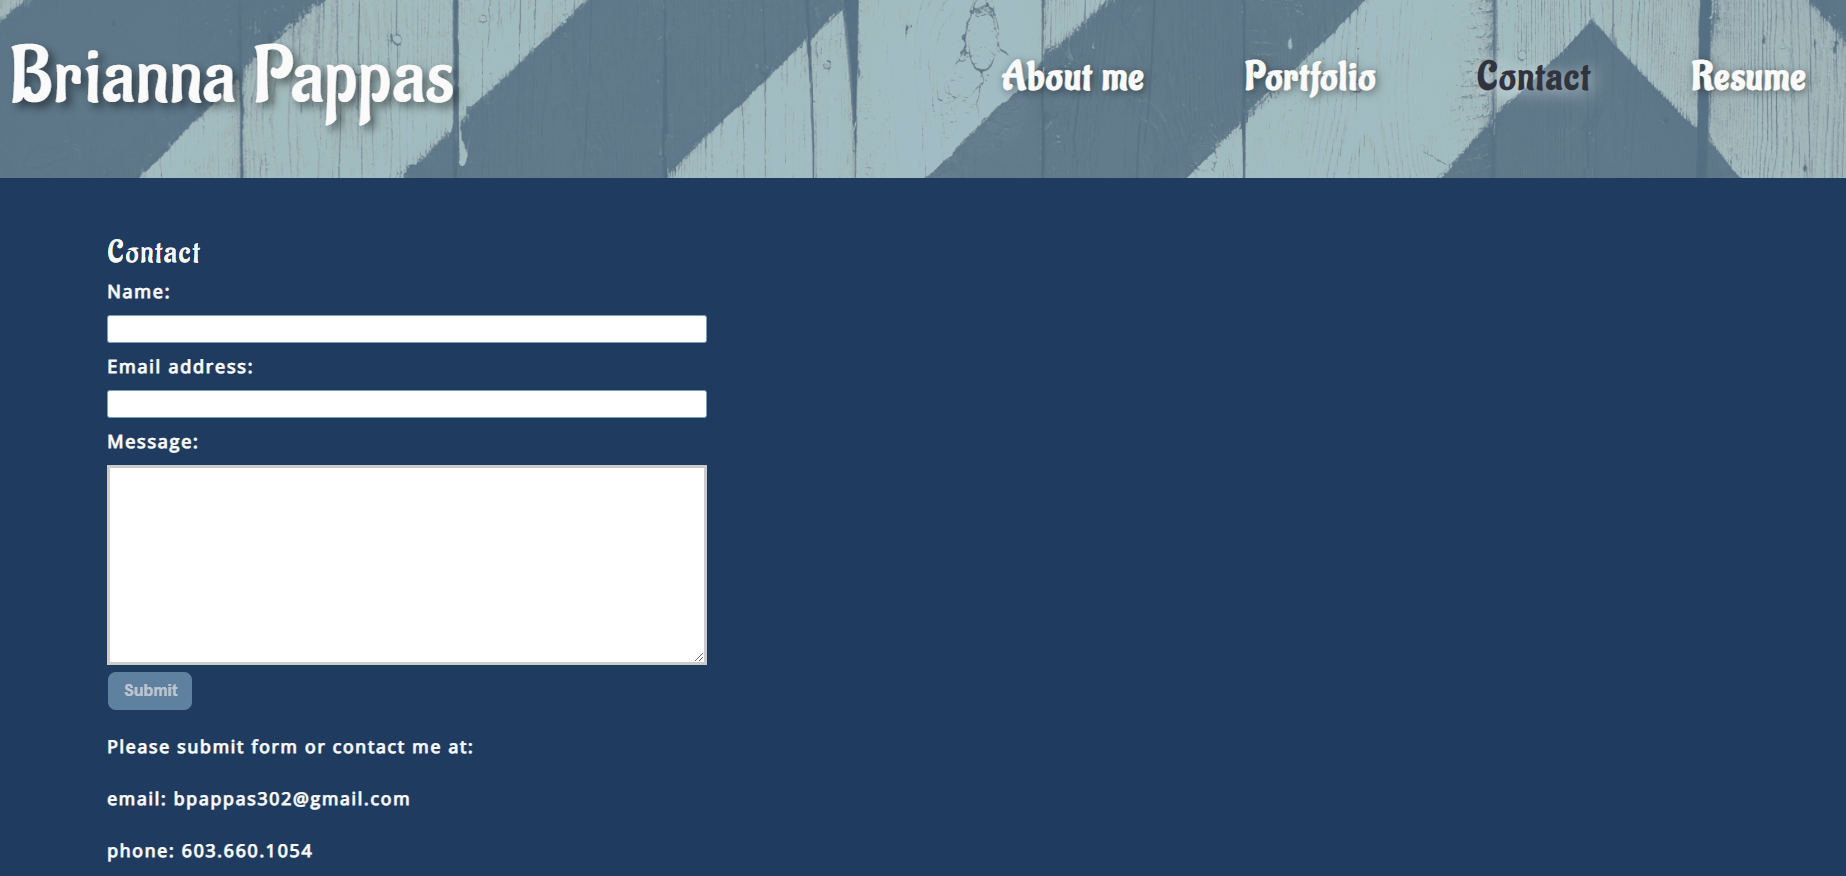 Brianna Pappas
About me Portfolio Contact Resume
Contact
Name:
Email address:
Message:
Submit
Please submit form or contact me at:
email: bpappas302@gmail.com
phone: 603.660.1054